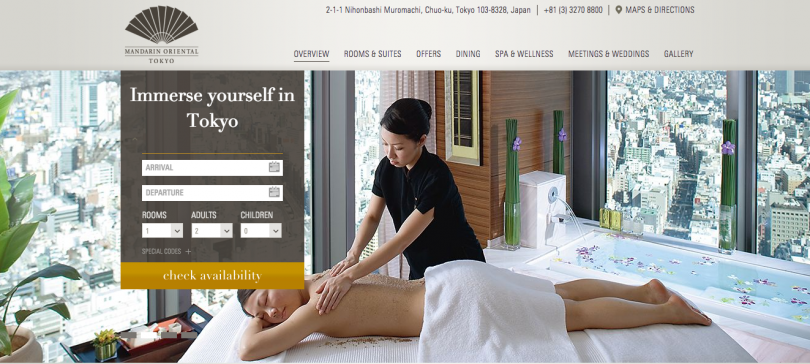 2-1-1 Nihonbashi Muromachi, Chuo-ku, Tokyo 103-8328, Japan | +81 (3) 3270 8800 | MAPS & DIRECTIONS
MANDARIN ORIENTAL
TOKYO
OVERVIEW ROOMS & SUITES OFFERS DINING SPA & WELLNESS MEETINGS & WEDDINGS GALLERY
Immerse yourself in
Tokyo
ARRIVAL
DEPARTURE
ROOMS ADULTS CHILDREN
1 2 0
SPECIAL CODES +
check availability